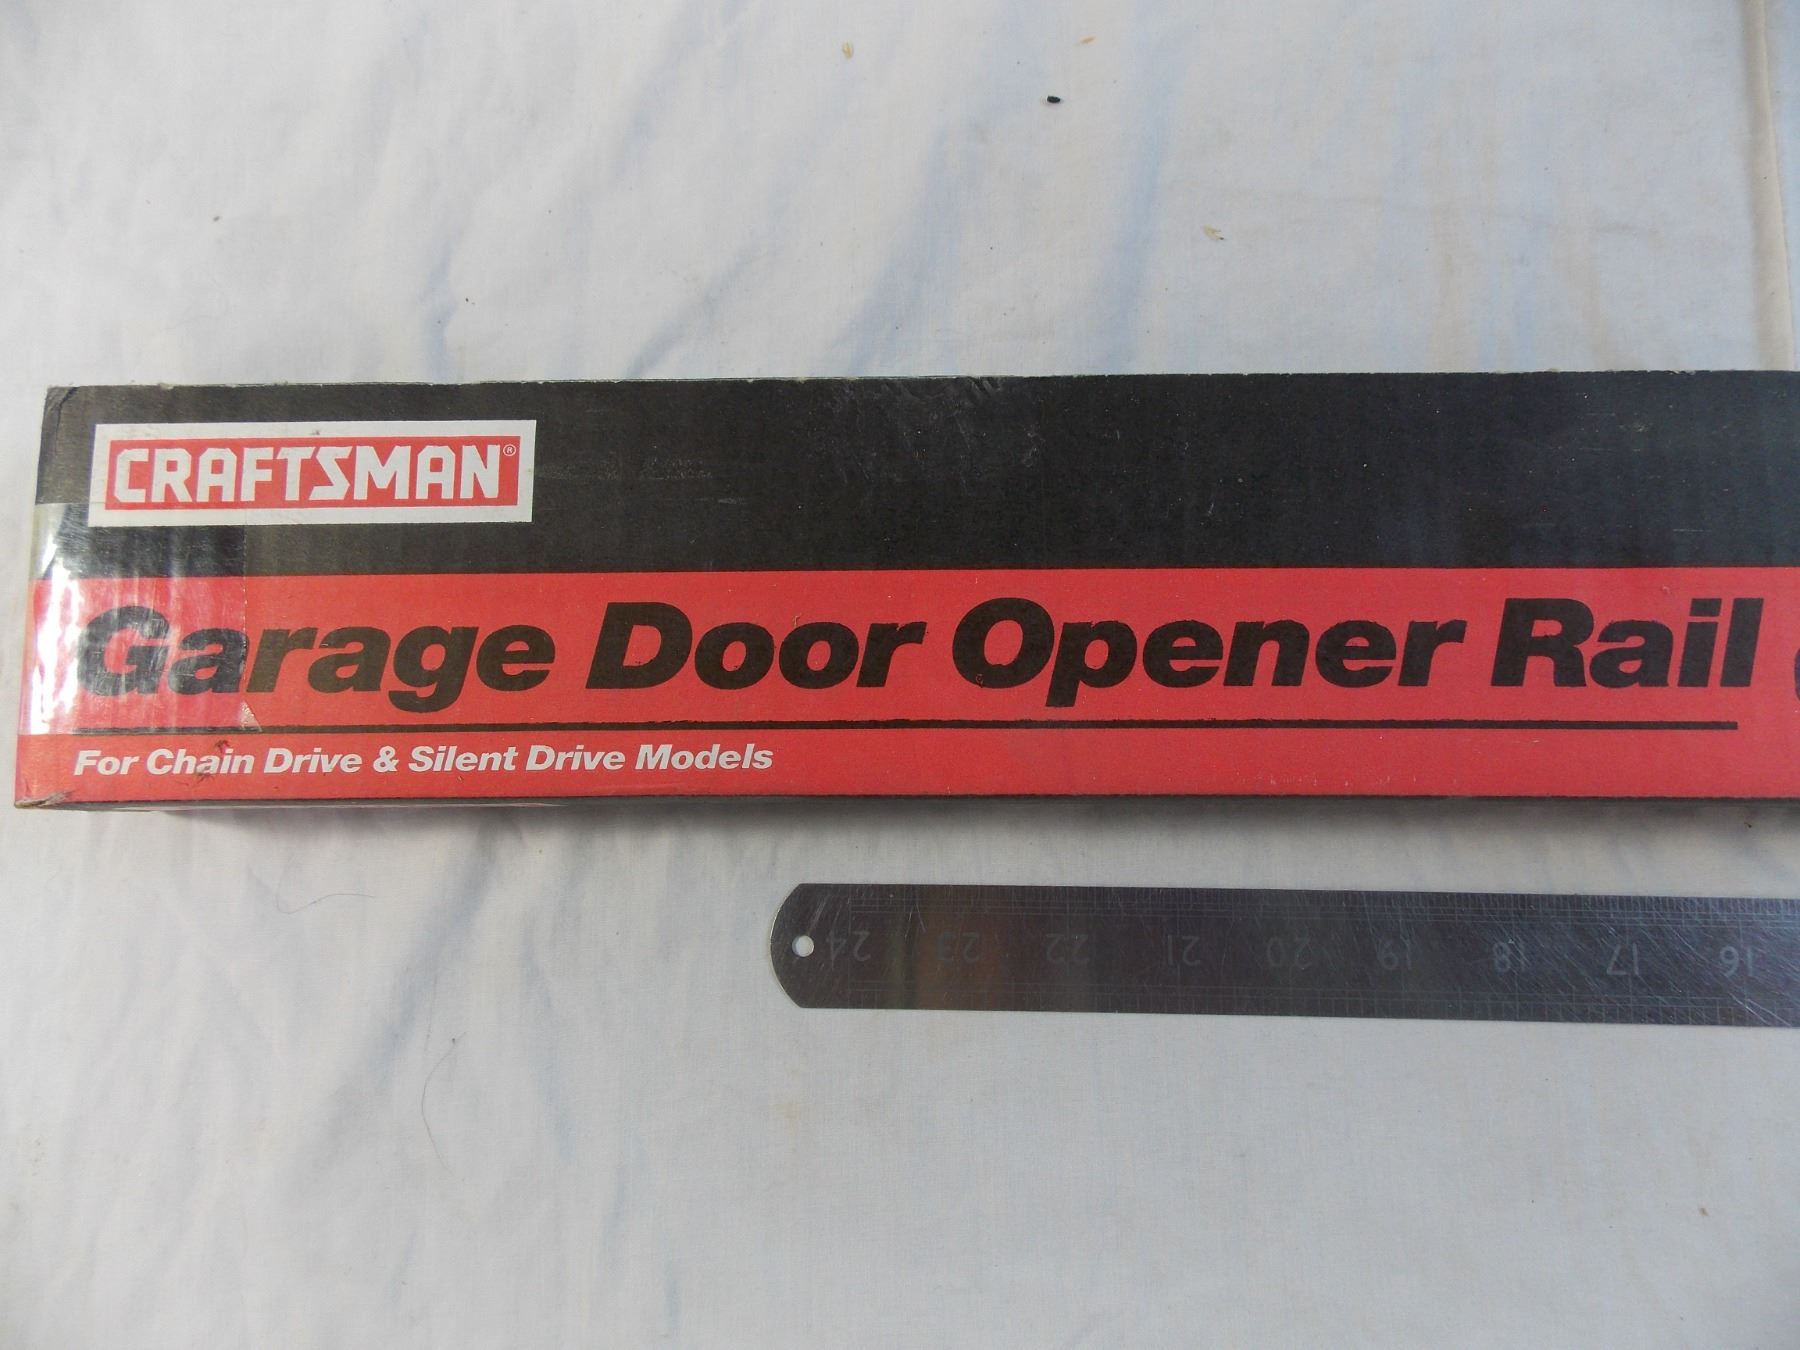 CRAFTSMAN®
Garage Door Opener Rail
For Chain Drive & Silent Drive Models
24 23 22 21 20 19 18 17 16